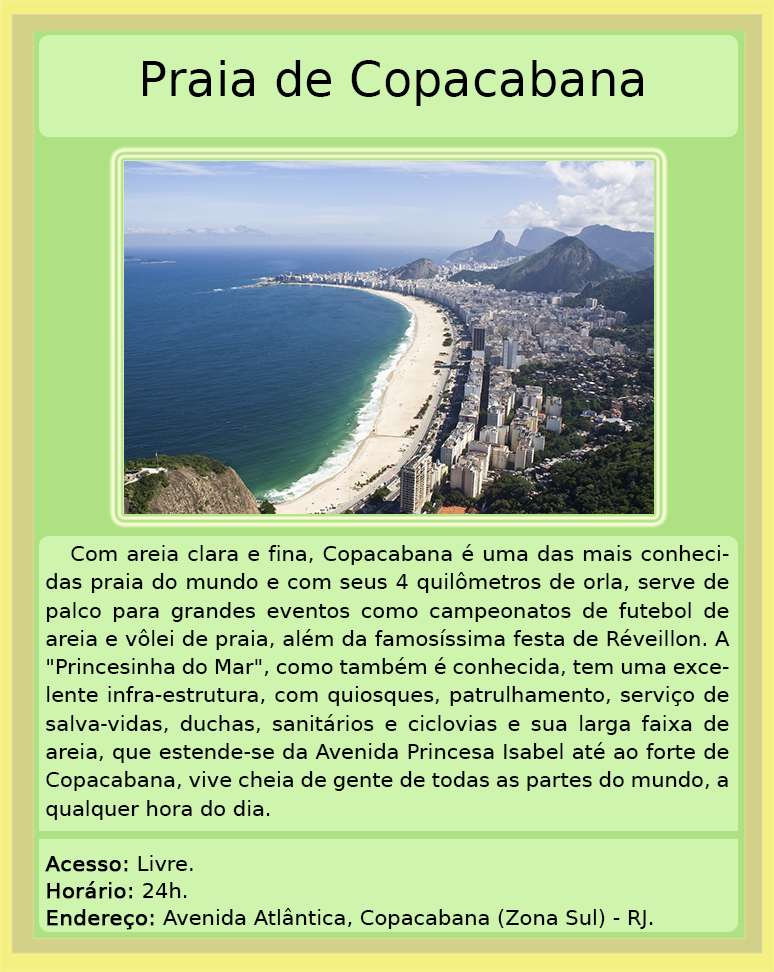 Praia de Copacabana
Com areia clara e fina, Copacabana é uma das mais conheci-
das praia do mundo e com seus 4 quilômetros de orla, serve de
palco para grandes eventos como campeonatos de futebol de
areia e vôlei de praia, além da famosíssima festa de Réveillon. A
"Princesinha do Mar", como também é conhecida, tem uma exce-
lente infra-estrutura, com quiosques, patrulhamento, serviço de
salva-vidas, duchas, sanitários e ciclovias e sua larga faixa de
areia, que estende-se da Avenida Princesa Isabel até ao forte de
Copacabana, vive cheia de gente de todas as partes do mundo, a
qualquer hora do dia.
Acesso: Livre.
Horário: 24h.
Endereço: Avenida Atlântica, Copacabana (Zona Sul) - RJ.